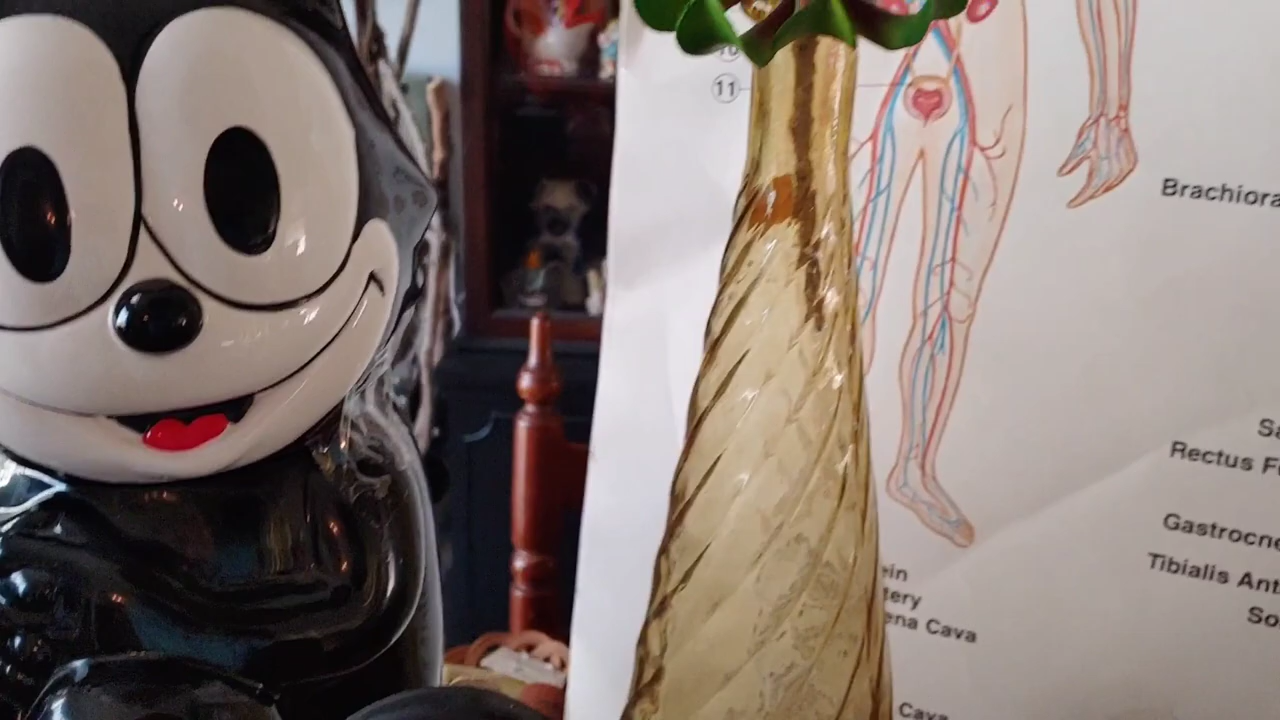 11
Brachiora
Sa
Rectus F
Gastrocne
Tibialis Ant
So
ein
tery
ena Cava
Cava